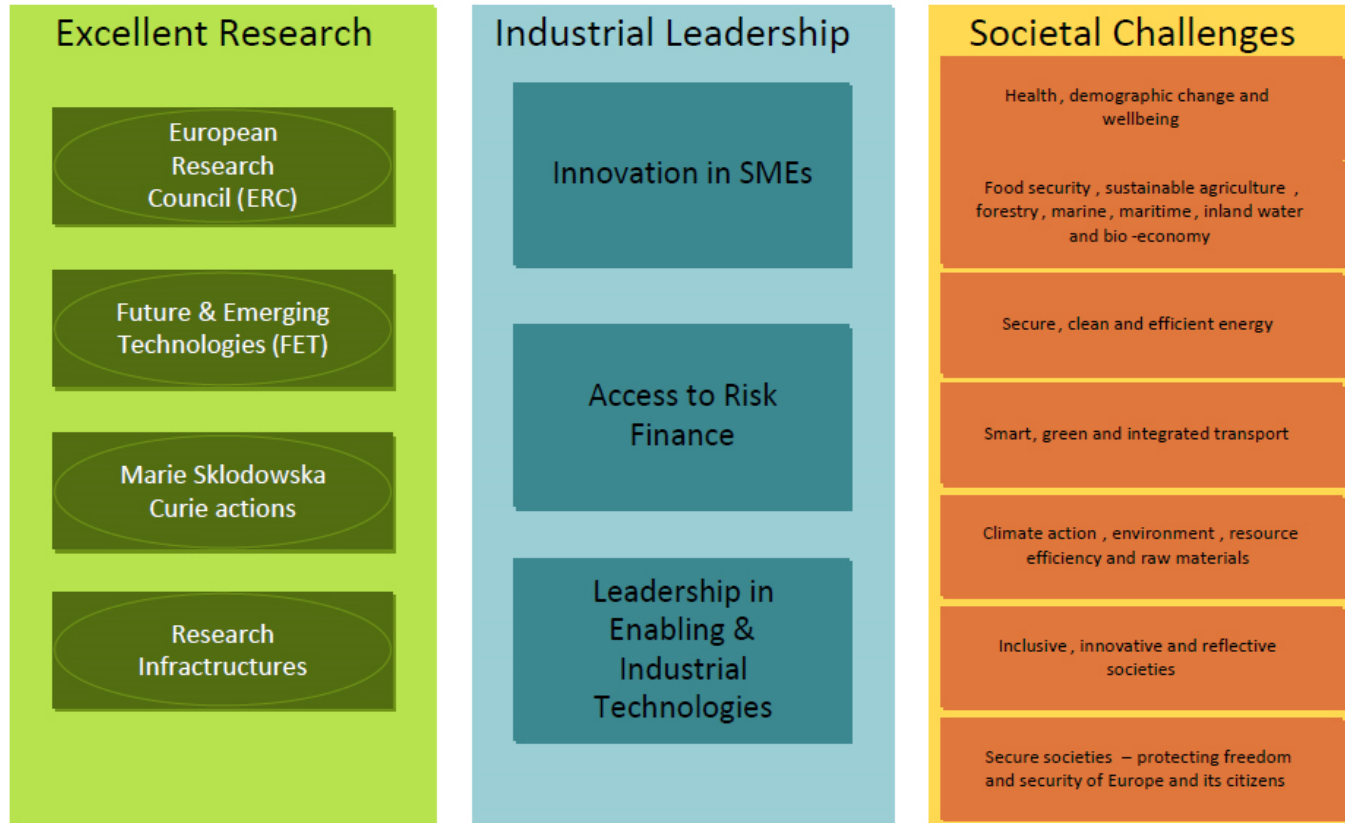 Excellent Research
European
Research
Council (ERC)
Future & Emerging
Technologies (FET)
Marie Sklodowska
Curie actions
Research
Infractructures
Industrial Leadership
Innovation in SMEs
Access to Risk
Finance
Leadership in
Enabling &
Industrial
Technologies
Societal Challenges
Health , demographic change and
wellbeing
Food security , sustainable agriculture ,
forestry , marine , maritime , inland water
and bio -economy
Secure , clean and efficient energy
Smart, green and integrated transport
Climate action , environment , resource
efficiency and raw materials
Inclusive , innovative and reflective
societies
Secure societies – protecting freedom
and security of Europe and its citizens